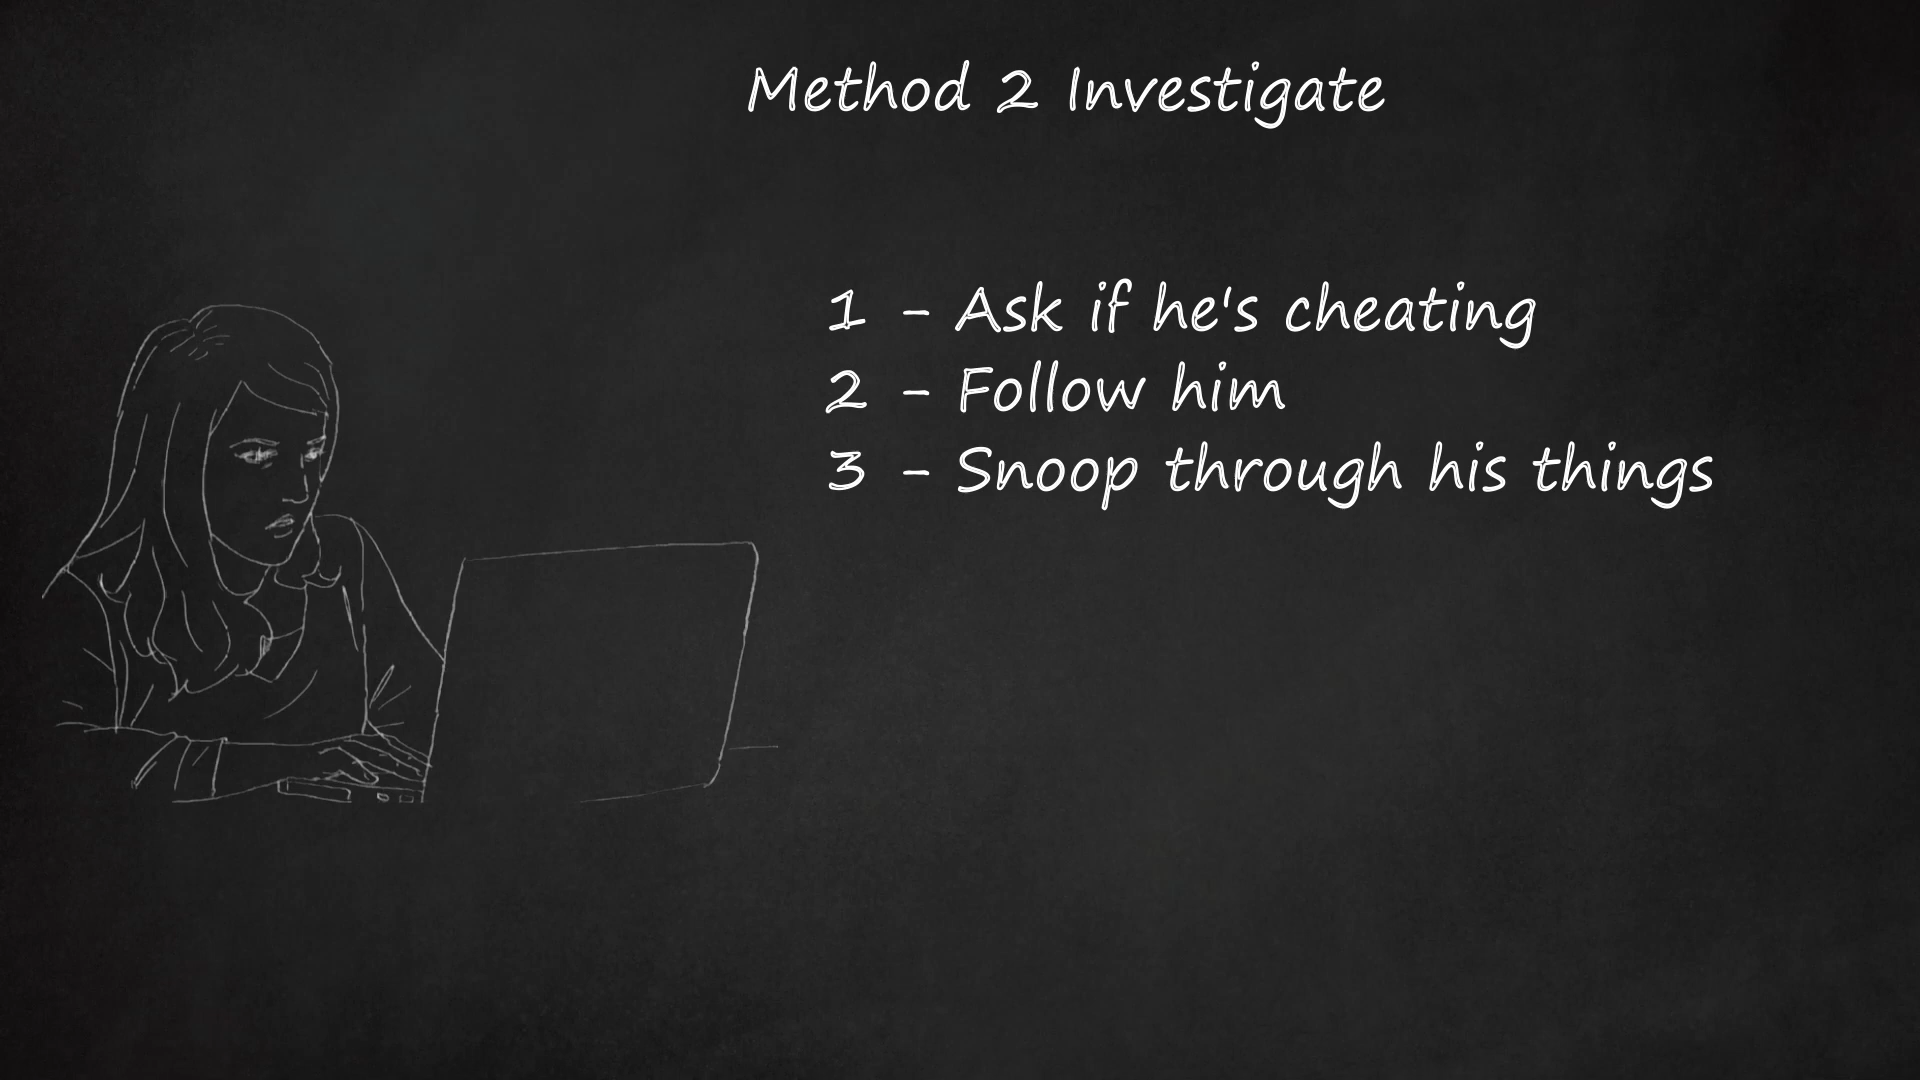 Method 2 Investigate
1 - Ask if he's cheating
2 - Follow him
3 - Snoop through his things